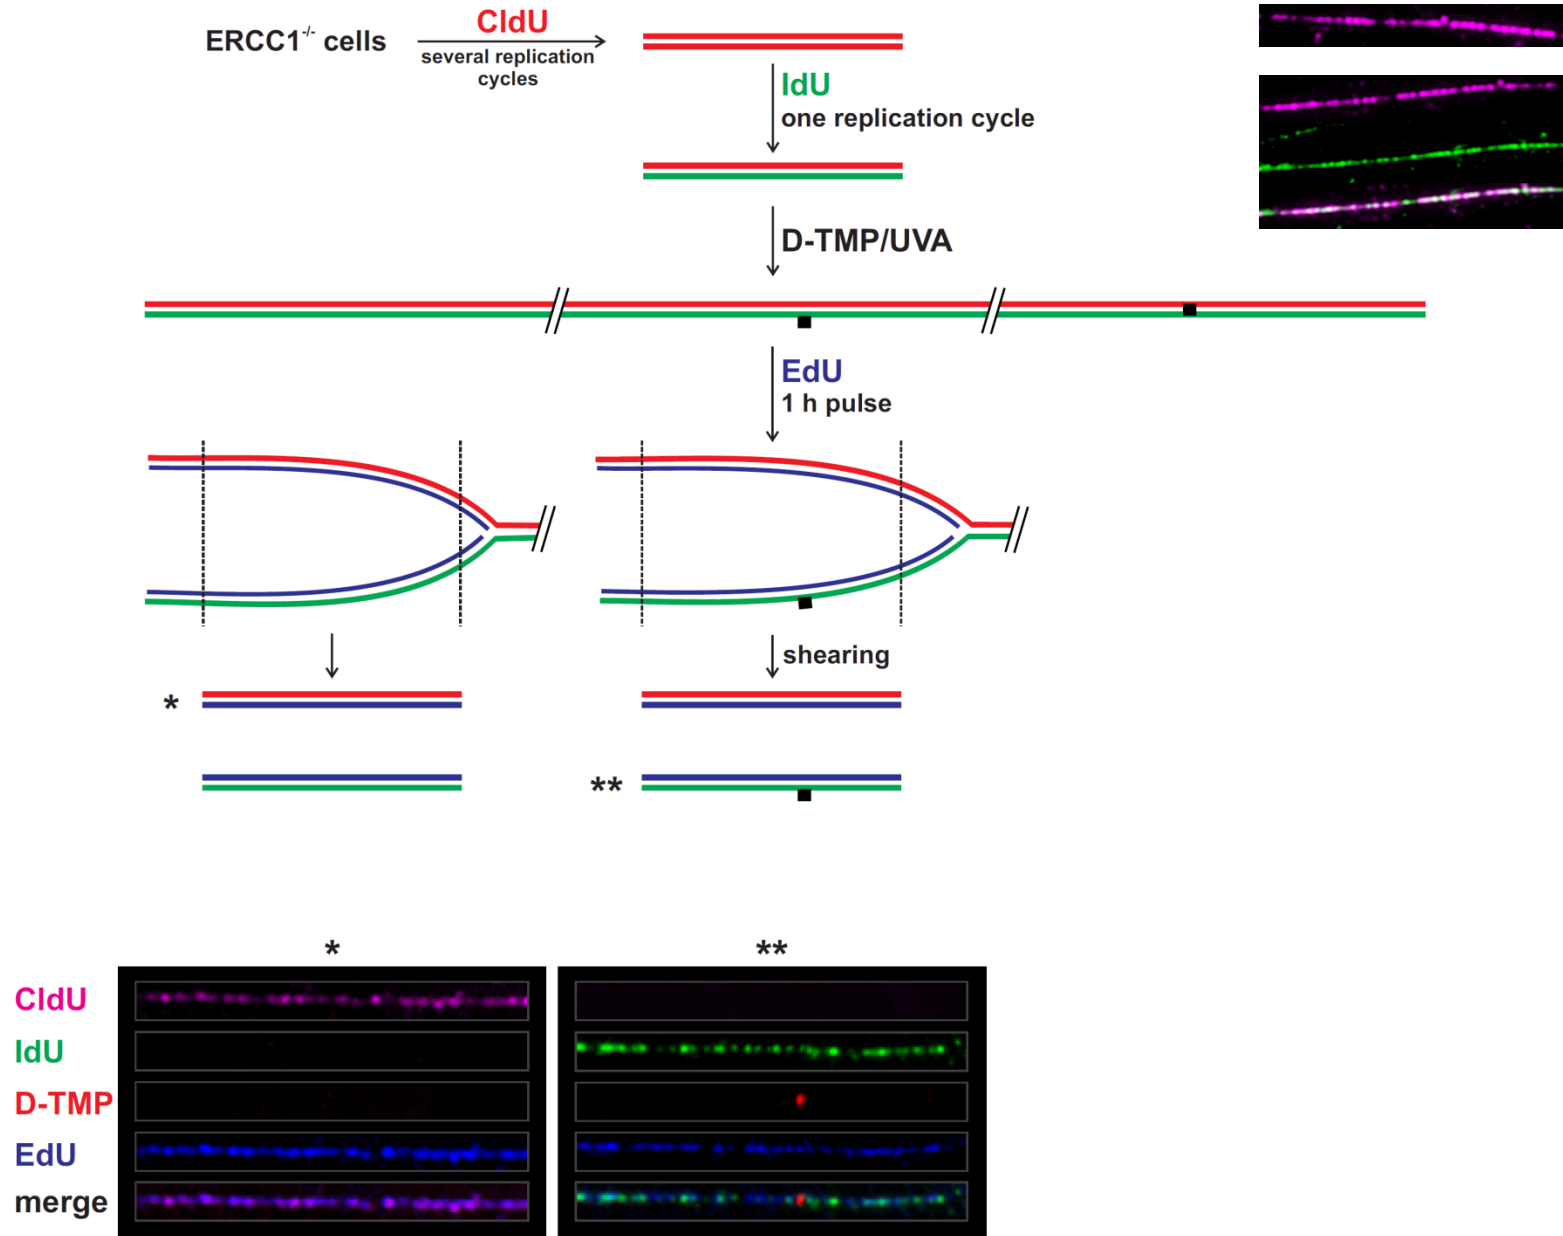 ERCC1-/- cells
CldU
several replication
cycles
IdU
one replication cycle
D-TMP/UVA
EdU
1 h pulse
shearing
*
**
*
**
CldU
IdU
D-TMP
EdU
merge